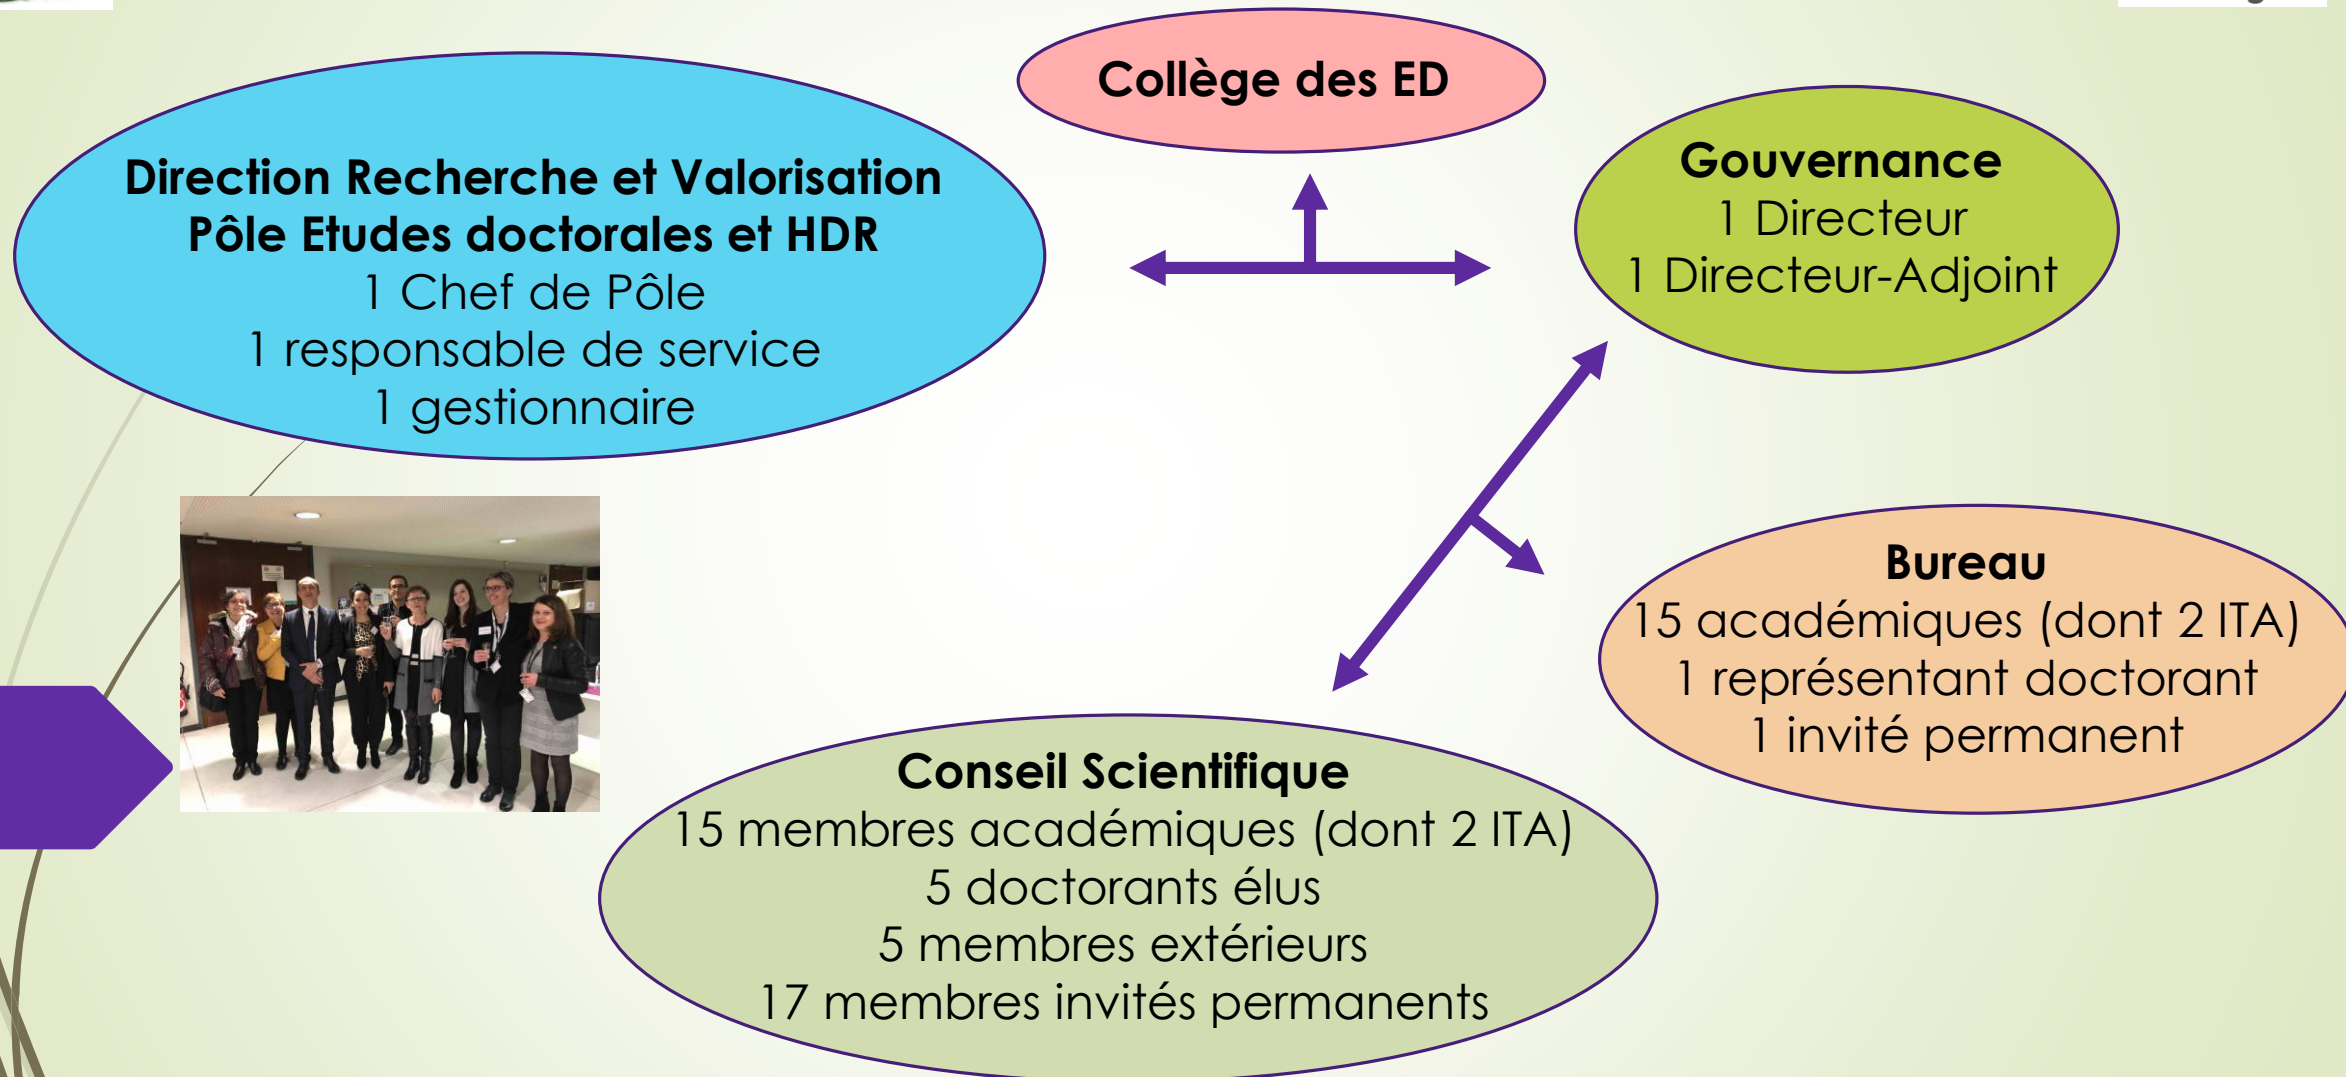 Collège des ED
Direction Recherche et Valorisation
Pôle Etudes doctorales et HDR
1 Chef de Pôle
1 responsable de service
1 gestionnaire
Gouvernance
1 Directeur
1 Directeur-Adjoint
Bureau
15 académiques (dont 2 ITA)
1 représentant doctorant
1 invité permanent
Conseil Scientifique
15 membres académiques (dont 2 ITA)
5 doctorants élus
5 membres extérieurs
17 membres invités permanents